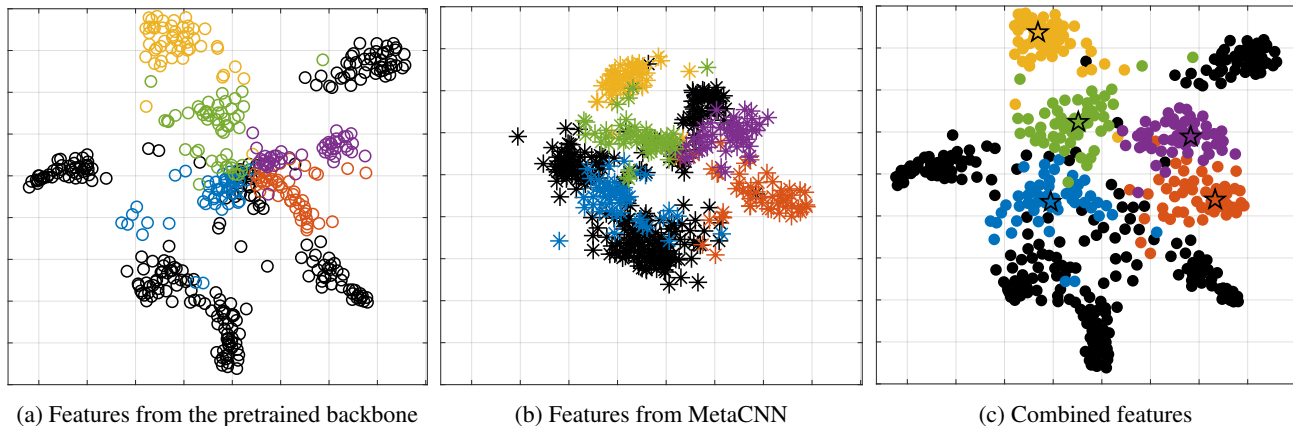 (a) Features from the pretrained backbone
(b) Features from MetaCNN
(c) Combined features